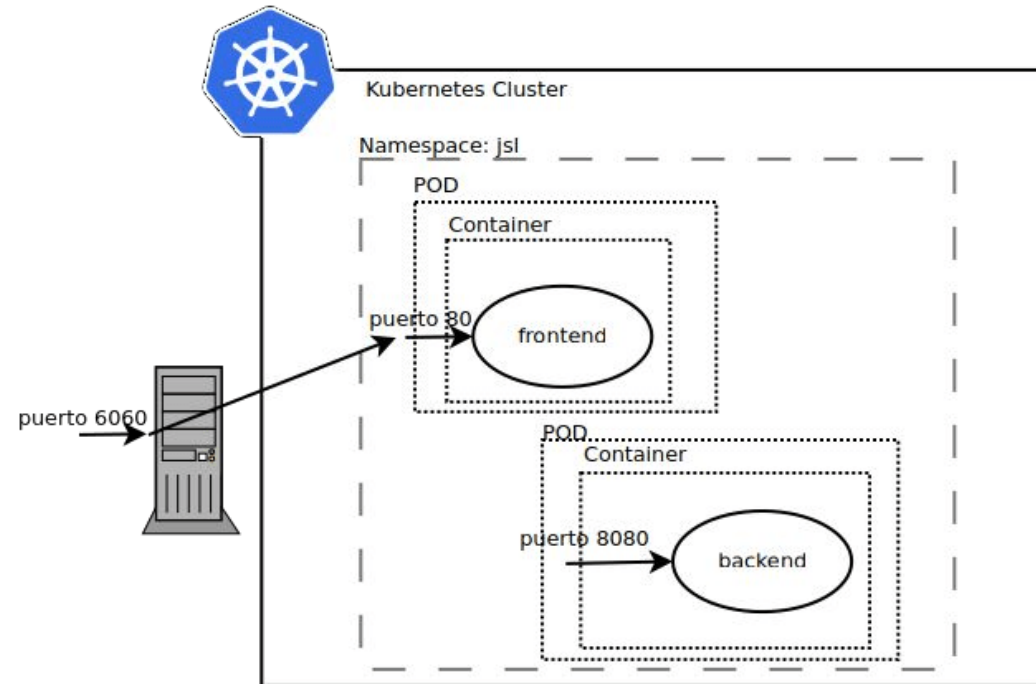 Kubernetes Cluster
Namespace: jsl
POD
Container
puerto 80
frontend
puerto 6060
POD
Container
puerto 8080
backend